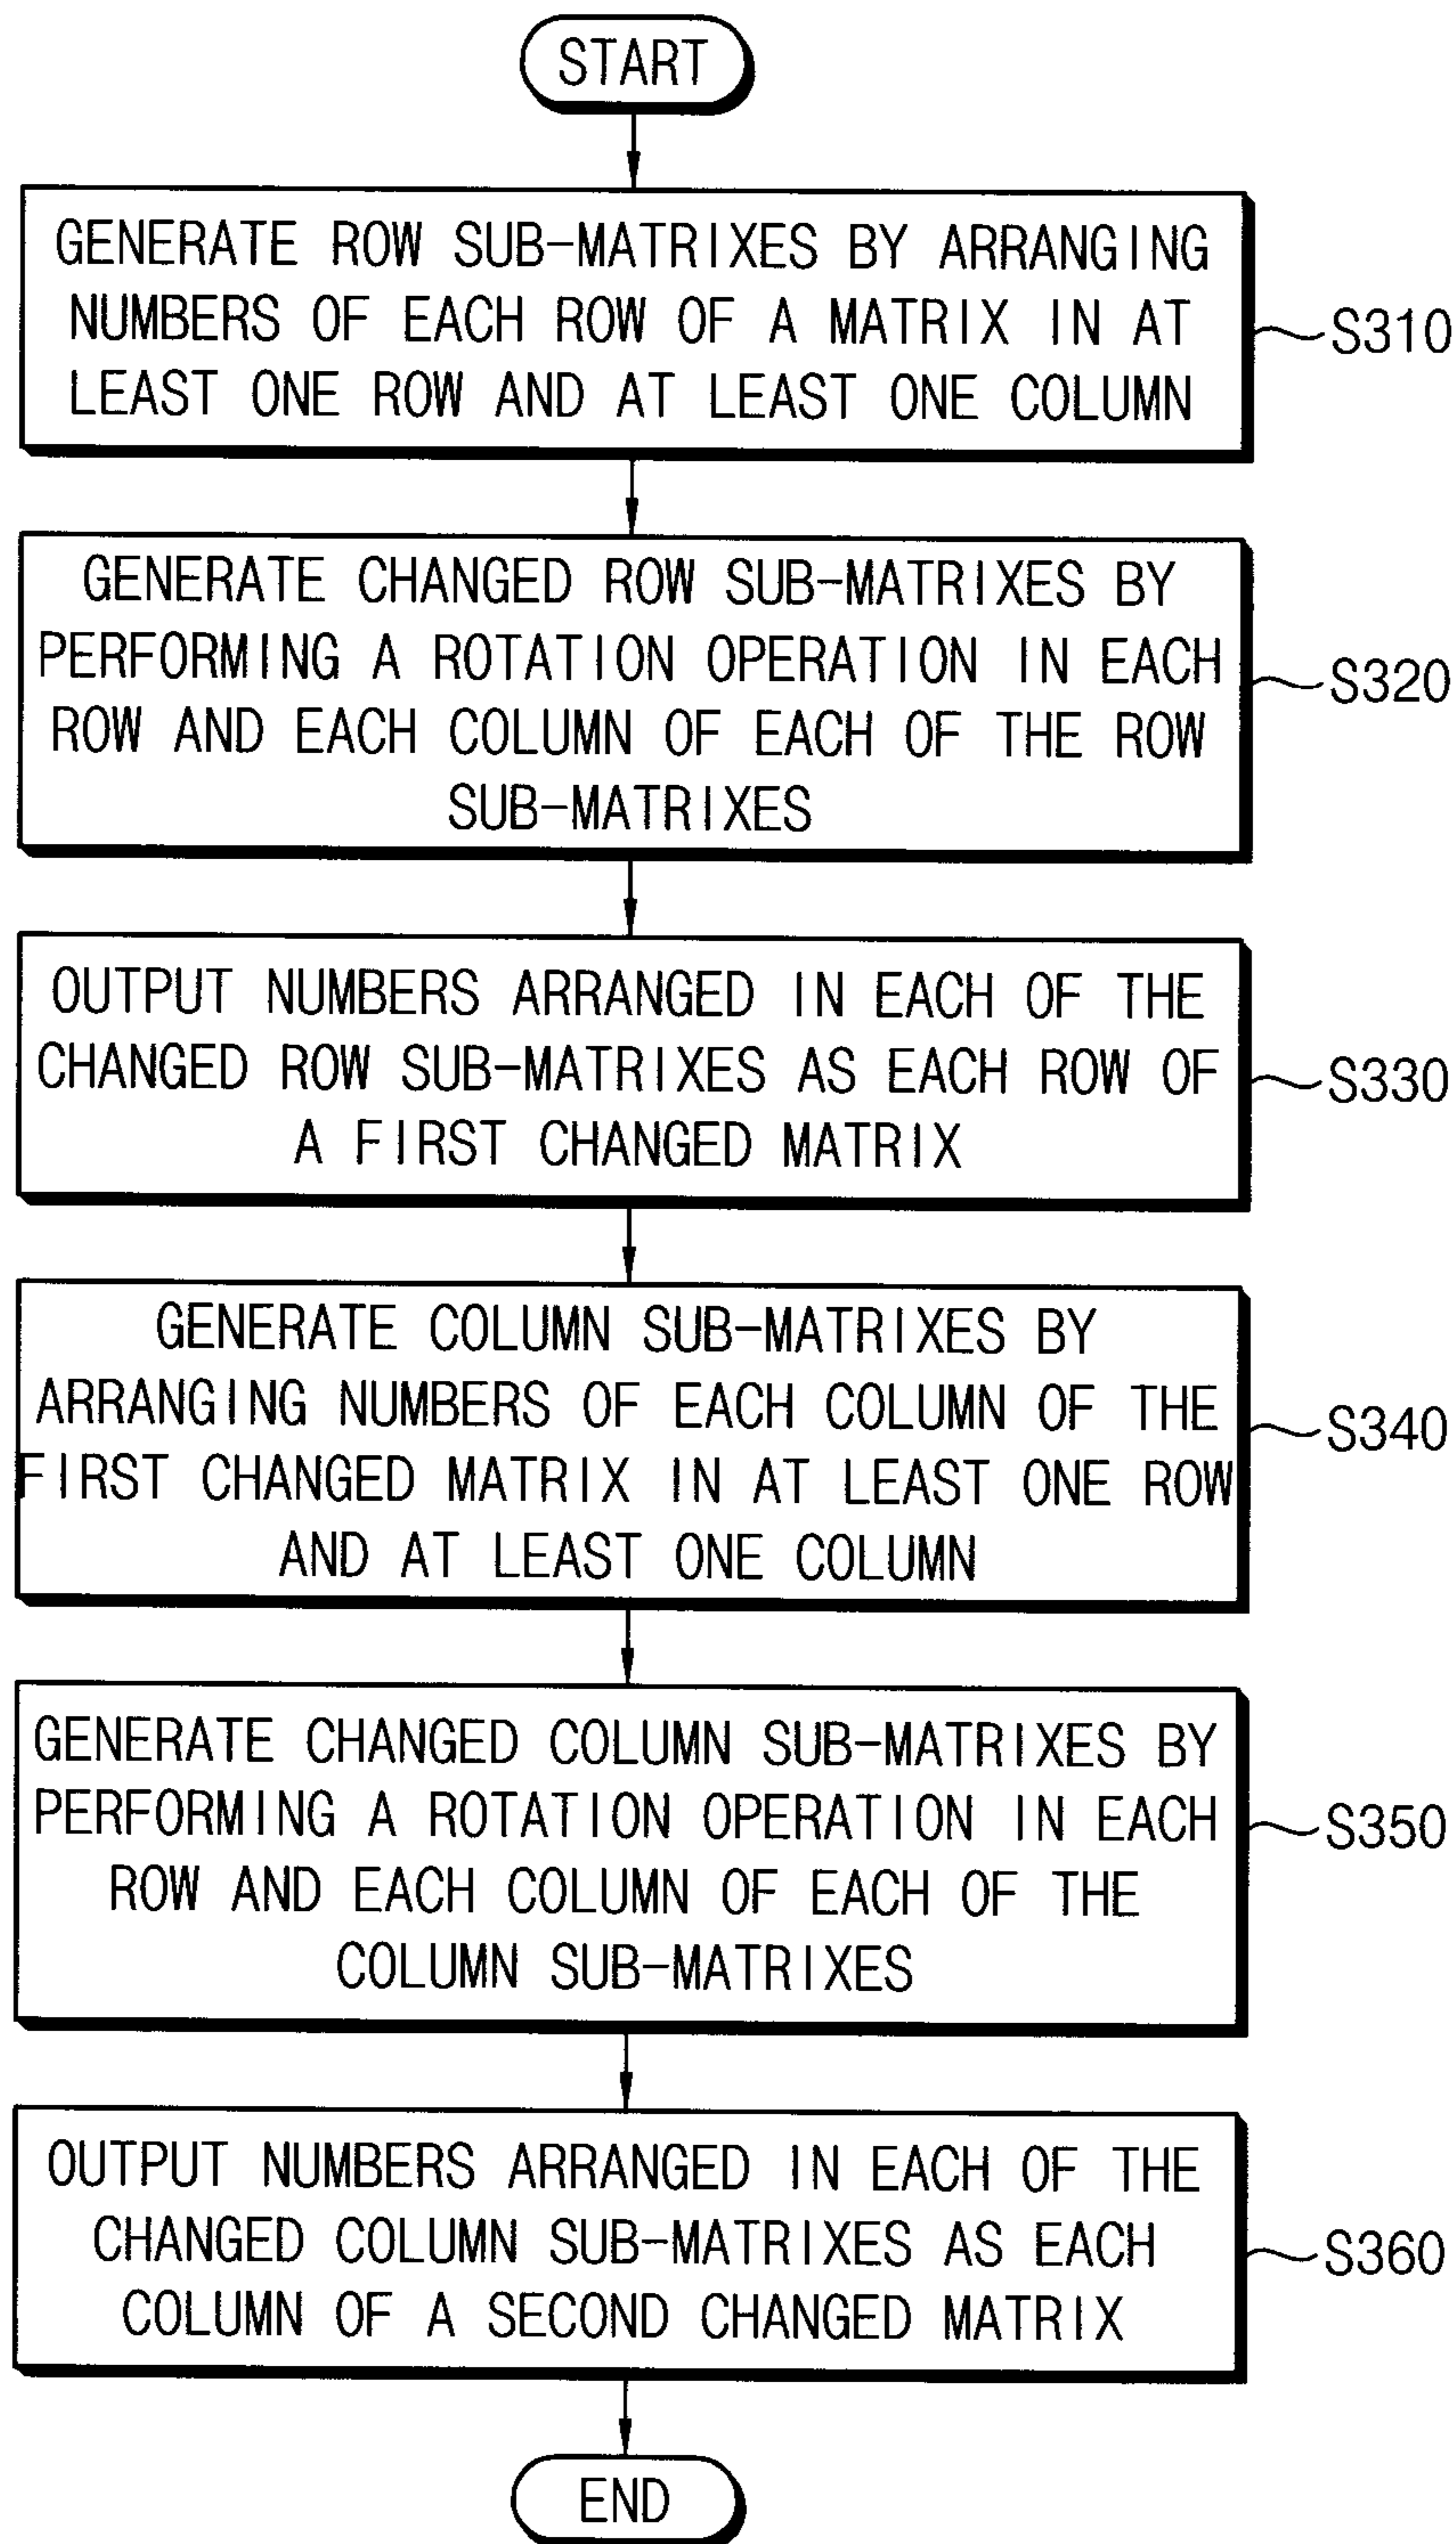 START
GENERATE ROW SUB-MATRIXES BY ARRANGING
NUMBERS OF EACH ROW OF A MATRIX IN AT
LEAST ONE ROW AND AT LEAST ONE COLUMN
S310
GENERATE CHANGED ROW SUB-MATRIXES BY
PERFORMING A ROTATION OPERATION IN EACH
ROW AND EACH COLUMN OF EACH OF THE ROW
SUB-MATRIXES
S320
OUTPUT NUMBERS ARRANGED IN EACH OF THE
CHANGED ROW SUB-MATRIXES AS EACH ROW OF
A FIRST CHANGED MATRIX
S330
GENERATE COLUMN SUB-MATRIXES BY
ARRANGING NUMBERS OF EACH COLUMN OF THE
FIRST CHANGED MATRIX IN AT LEAST ONE ROW
AND AT LEAST ONE COLUMN
S340
GENERATE CHANGED COLUMN SUB-MATRIXES BY
PERFORMING A ROTATION OPERATION IN EACH
ROW AND EACH COLUMN OF EACH OF THE
COLUMN SUB-MATRIXES
S350
OUTPUT NUMBERS ARRANGED IN EACH OF THE
CHANGED COLUMN SUB-MATRIXES AS EACH
COLUMN OF A SECOND CHANGED MATRIX
S360
END